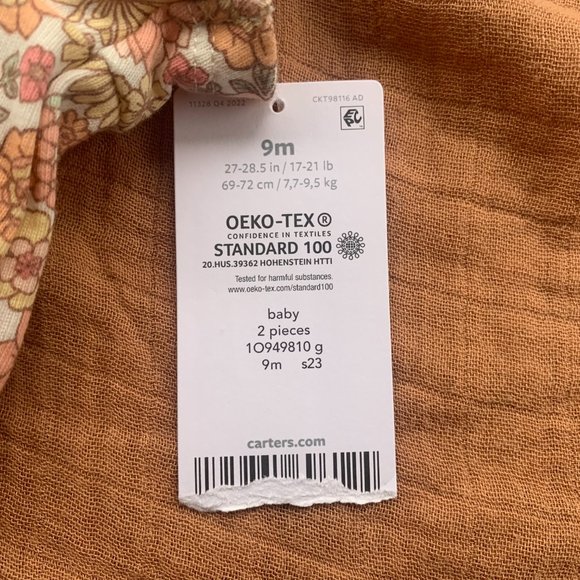 11328 Q4 2022
CKT98116 AD
9m
27-28.5 in / 17-21 lb
69-72 cm / 7,7-9,5 kg
OEKO-TEX®
CONFIDENCE IN TEXTILES
STANDARD 100
20.HUS.39362 HOHENSTEIN HTTI
Tested for harmful substances.
www.oeko-tex.com/standard100
baby
2 pieces
1O949810 g
9m s23
carters.com